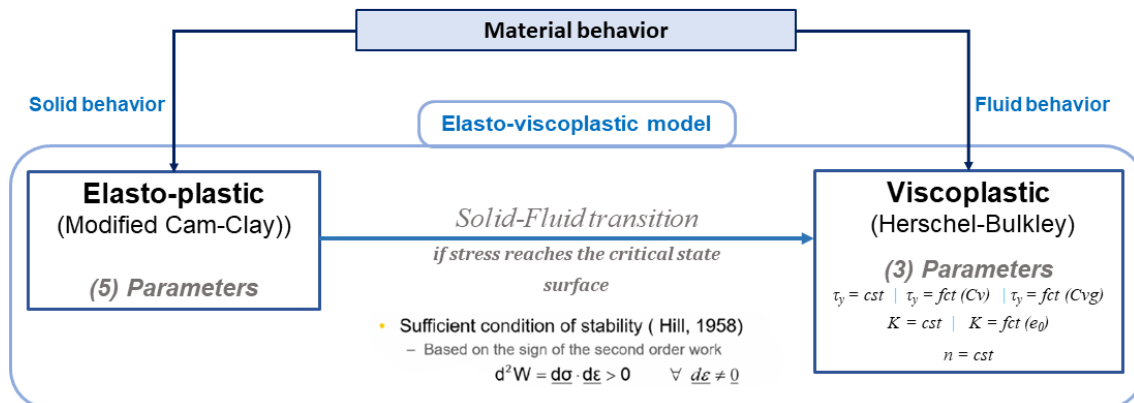 Material behavior
Solid behavior
Fluid behavior
Elasto-viscoplastic model
Elasto-plastic
(Modified Cam-Clay))
(5) Parameters
Solid-Fluid transition
if stress reaches the critical state
surface
• Sufficient condition of stability ( Hill, 1958)
– Based on the sign of the second order work
d²W = dσ · dε > 0 ∀ dε ≠ 0
Viscoplastic
(Herschel-Bulkley)
(3) Parameters
τy = cst | τy = fct (Cv) | τy = fct (Cvg)
K = cst | K = fct (e₀)
n = cst